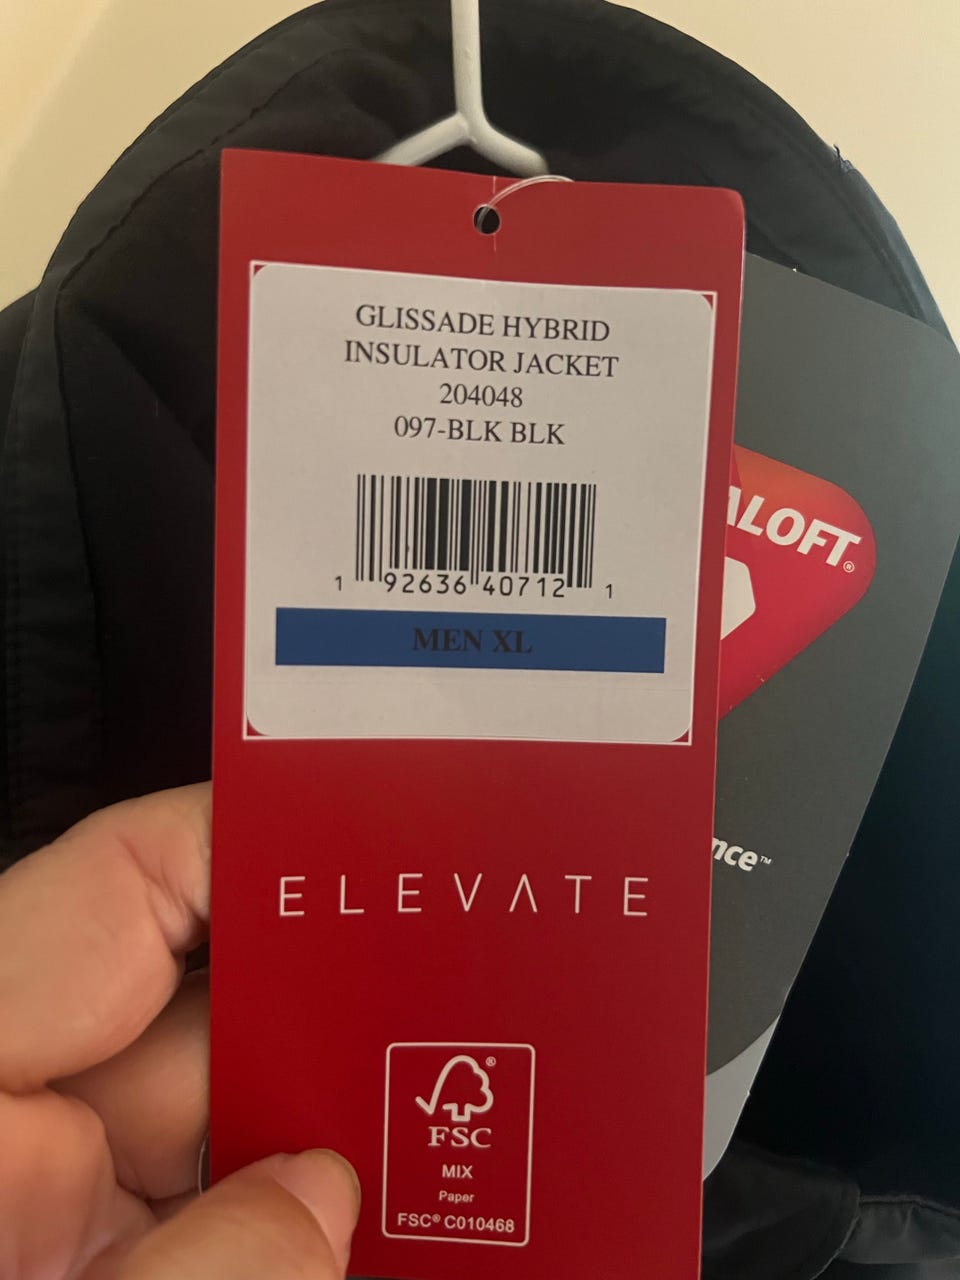 GLISSADE HYBRID
INSULATOR JACKET
204048
097-BLK BLK
1 92636 40712 1
MEN XL
ELEVATE
®
FSC
MIX
Paper
FSC® C010468
ALOFT®
nce™